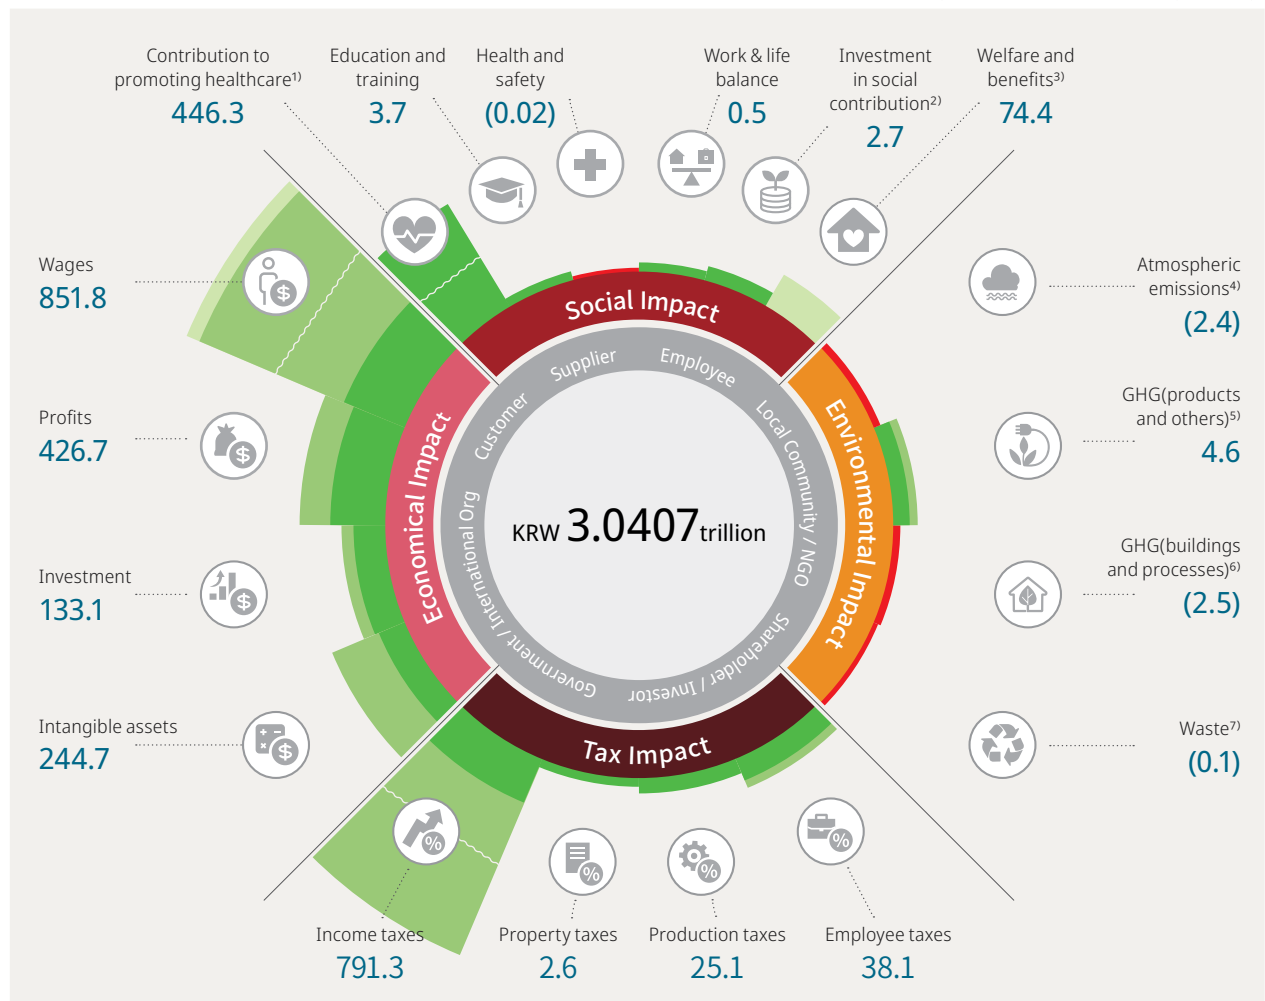 Contribution to
promoting healthcare¹⁾
446.3
Education and
training
3.7
Health and
safety
(0.02)
Work & life
balance
0.5
Investment
in social
contribution²⁾
2.7
Welfare and
benefits³⁾
74.4
Wages
851.8
Profits
426.7
Investment
133.1
Intangible assets
244.7
Social Impact
Economical Impact
Environmental Impact
Tax Impact
Customer
Supplier
Employee
Local Community / NGO
Shareholder / Investor
Government / International Org
KRW 3.0407 trillion
Atmospheric
emissions⁴⁾
(2.4)
GHG(products
and others)⁵⁾
4.6
GHG(buildings
and processes)⁶⁾
(2.5)
Waste⁷⁾
(0.1)
$
$
$
$
%
%
%
%
Income taxes
791.3
Property taxes
2.6
Production taxes
25.1
Employee taxes
38.1